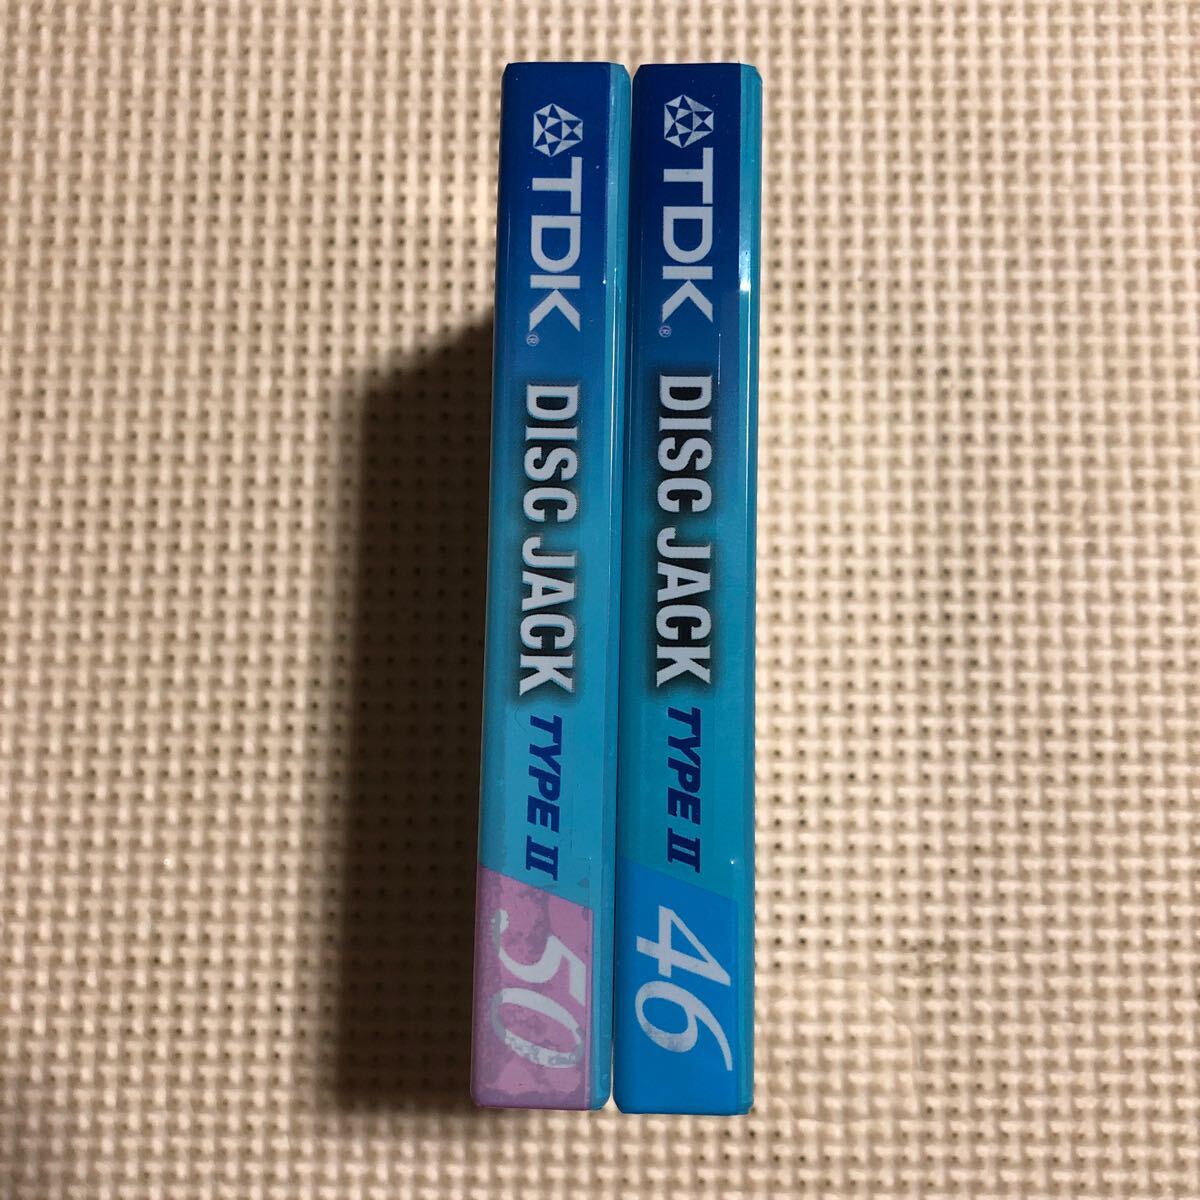 TDK® DISC JACK TYPE II 50
TDK® DISC JACK TYPE II 46